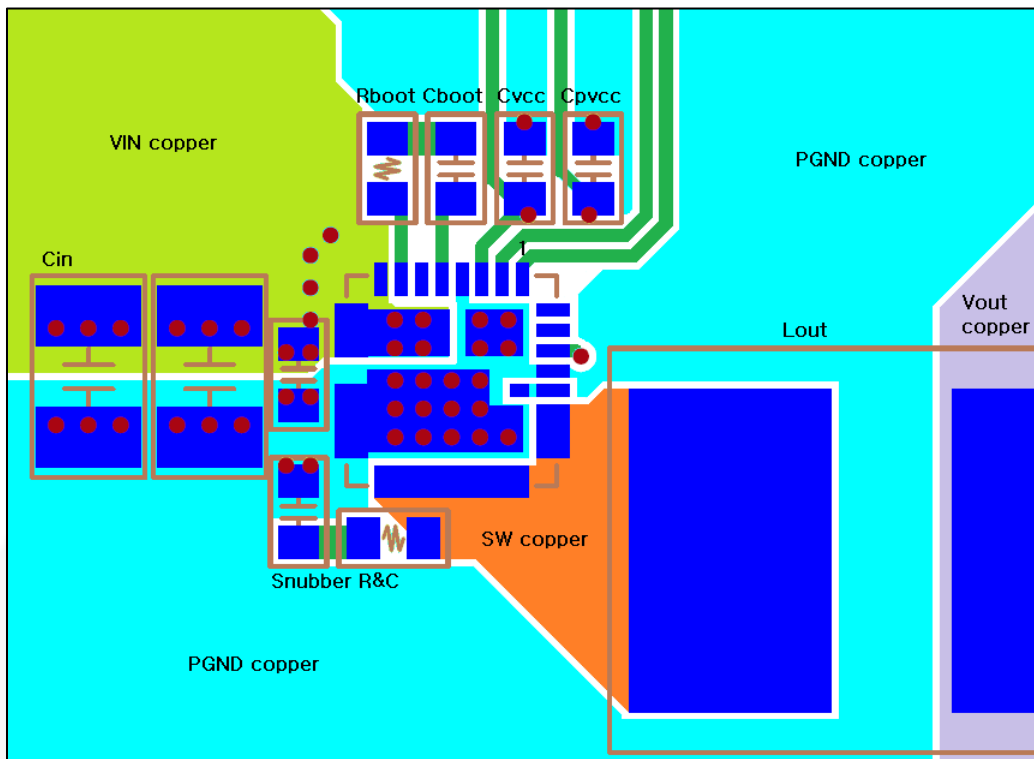 Rboot Cboot Cvcc Cpvcc
VIN copper
PGND copper
1
Cin
Vout
copper
Lout
SW copper
Snubber R&C
PGND copper